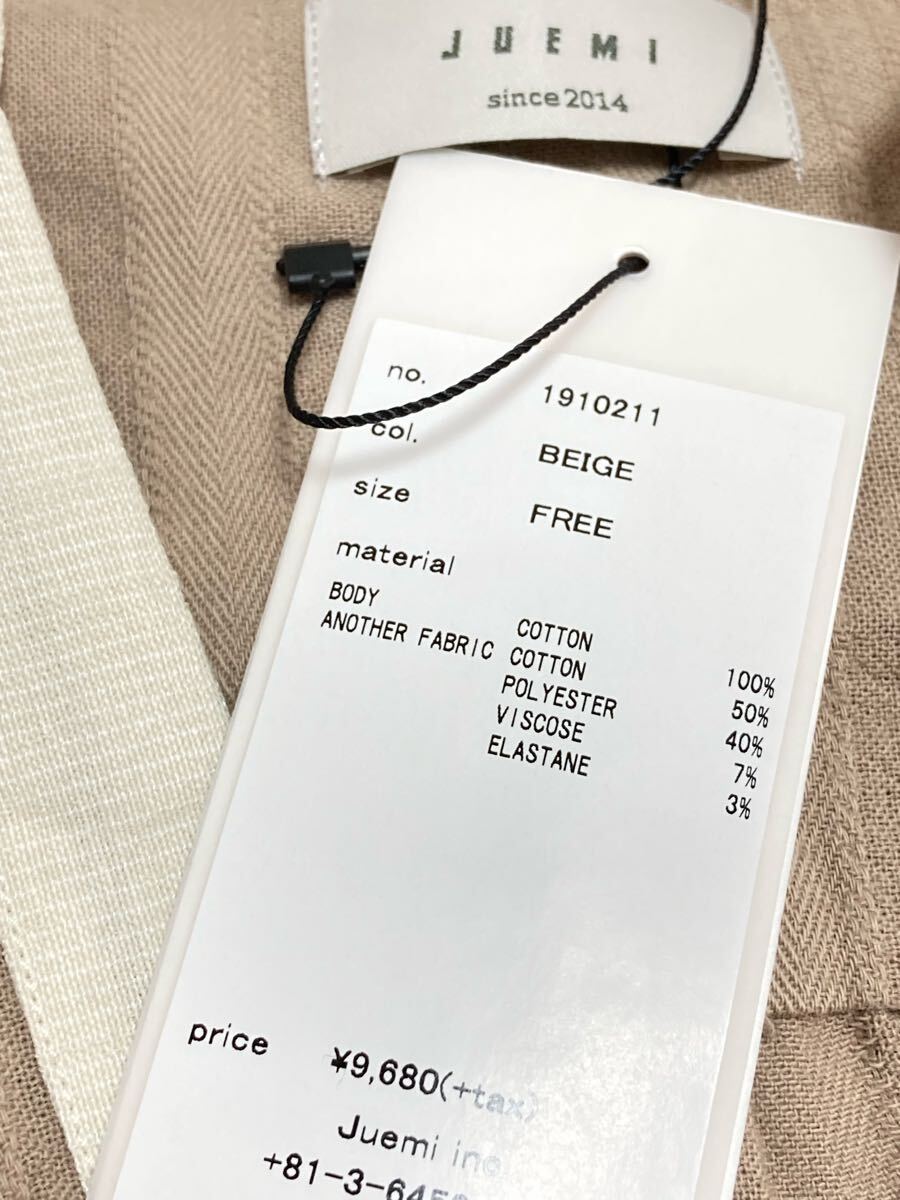 JUEMI
since 2014
no. 1910211
col. BEIGE
size FREE
material
BODY COTTON 100%
ANOTHER FABRIC COTTON 50%
POLYESTER 40%
VISCOSE 7%
ELASTANE 3%
price ¥9,680(+tax)
Juemi inc
+81-3-6458